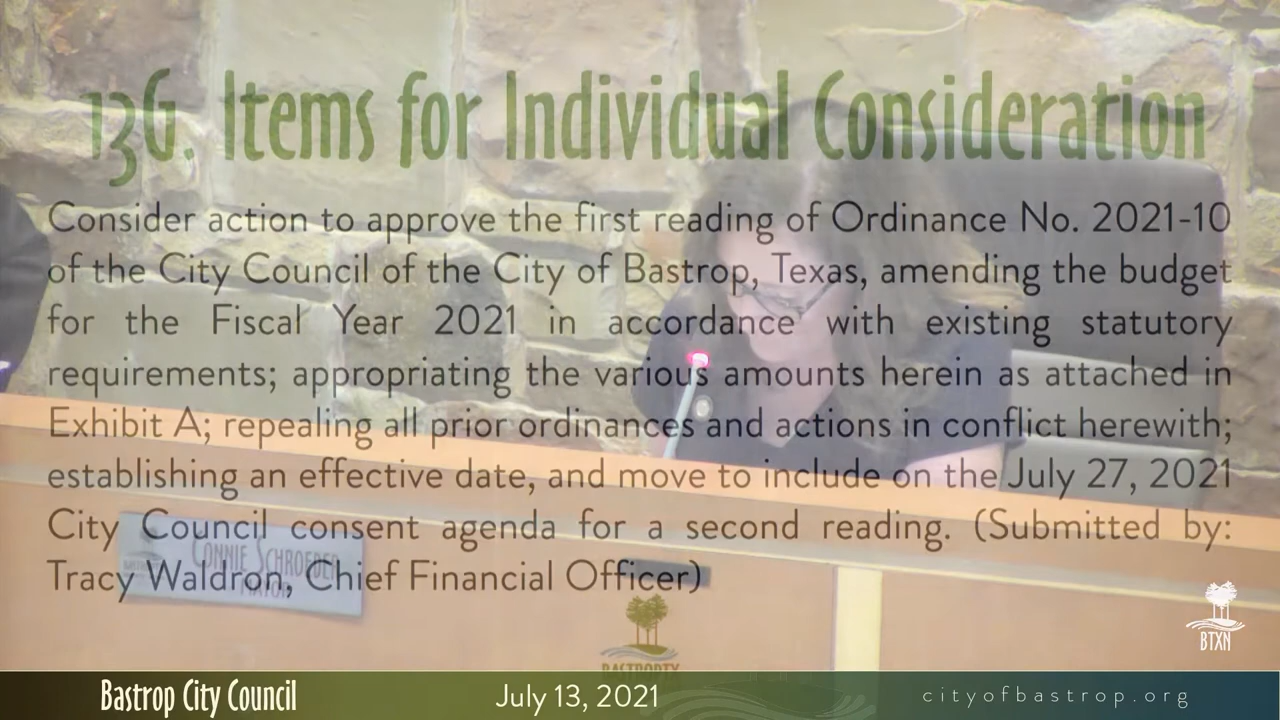 13G. Items for Individual Consideration
Consider action to approve the first reading of Ordinance No. 2021-10
of the City Council of the City of Bastrop, Texas, amending the budget
for the Fiscal Year 2021 in accordance with existing statutory
requirements; appropriating the various amounts herein as attached in
Exhibit A; repealing all prior ordinances and actions in conflict herewith;
establishing an effective date, and move to include on the July 27, 2021
City Council consent agenda for a second reading. (Submitted by:
Tracy Waldron, Chief Financial Officer)
Connie Schroeder
Mayor
BASTROPTX
BTXN
Bastrop City Council
July 13, 2021
cityofbastrop.org